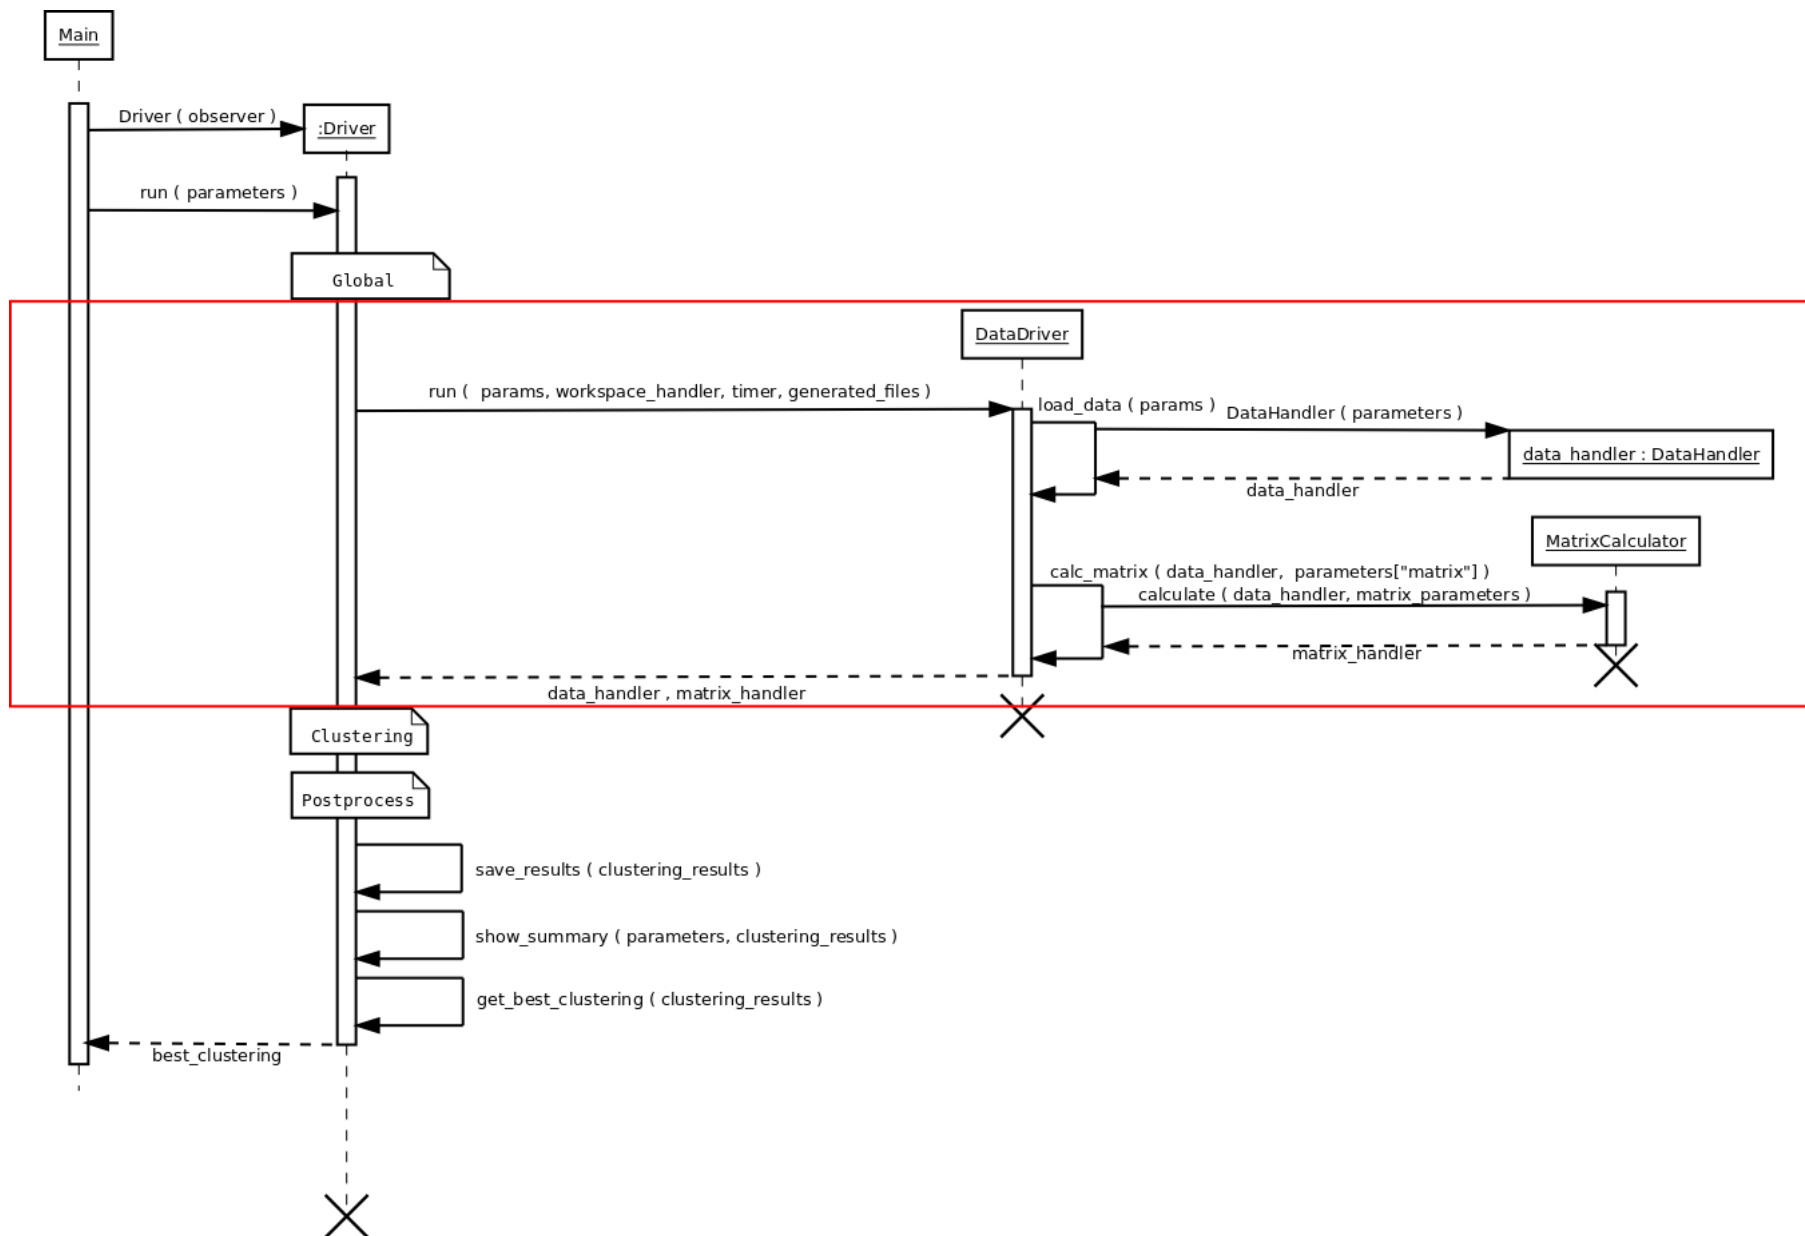 Main
Driver ( observer )
:Driver
run ( parameters )
Global
DataDriver
run (  params, workspace_handler, timer, generated_files )
load_data ( params )
DataHandler ( parameters )
data_handler : DataHandler
data_handler
MatrixCalculator
calc_matrix ( data_handler,  parameters["matrix"] )
calculate ( data_handler, matrix_parameters )
matrix_handler
data_handler , matrix_handler
Clustering
Postprocess
save_results ( clustering_results )
show_summary ( parameters, clustering_results )
get_best_clustering ( clustering_results )
best_clustering